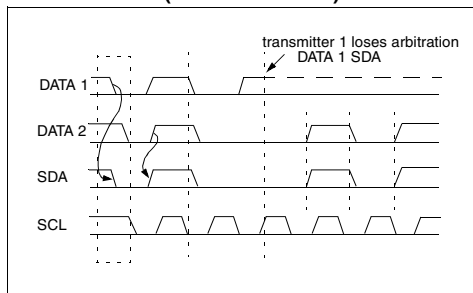 transmitter 1 loses arbitration
DATA 1 SDA
DATA 1
DATA 2
SDA
SCL